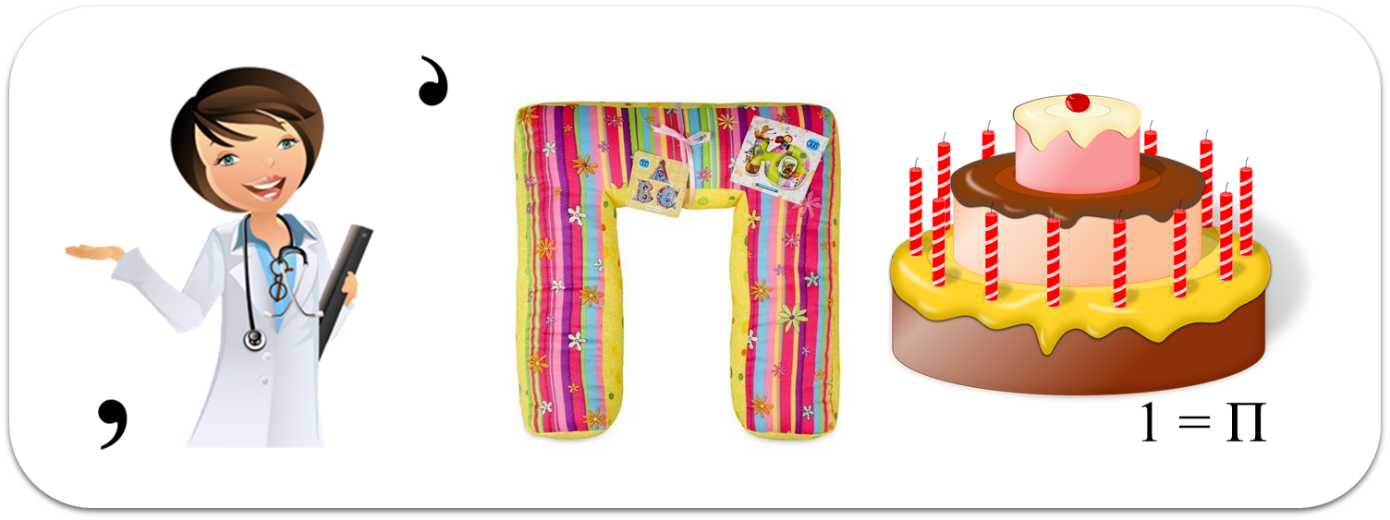 ,
,
П
1 = П